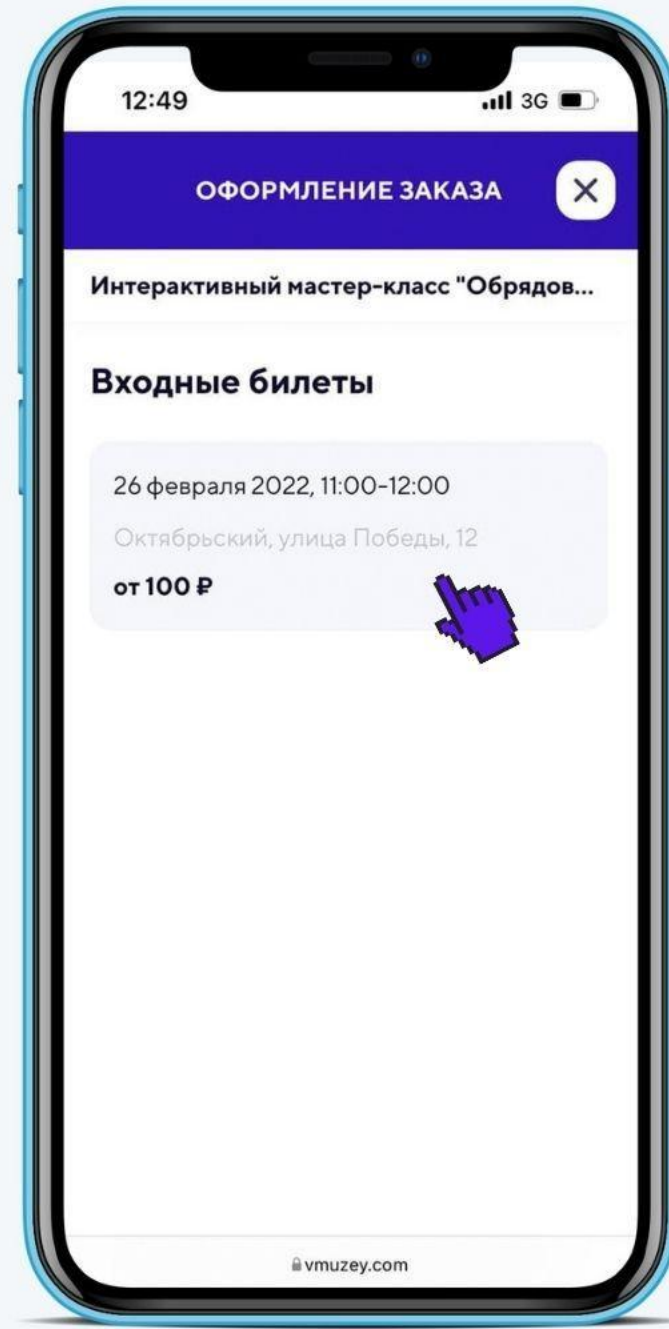 12:49
3G
ОФОРМЛЕНИЕ ЗАКАЗА
Интерактивный мастер-класс "Обрядов...
Входные билеты
26 февраля 2022, 11:00-12:00
Октябрьский, улица Победы, 12
от 100 ₽
vmuzey.com